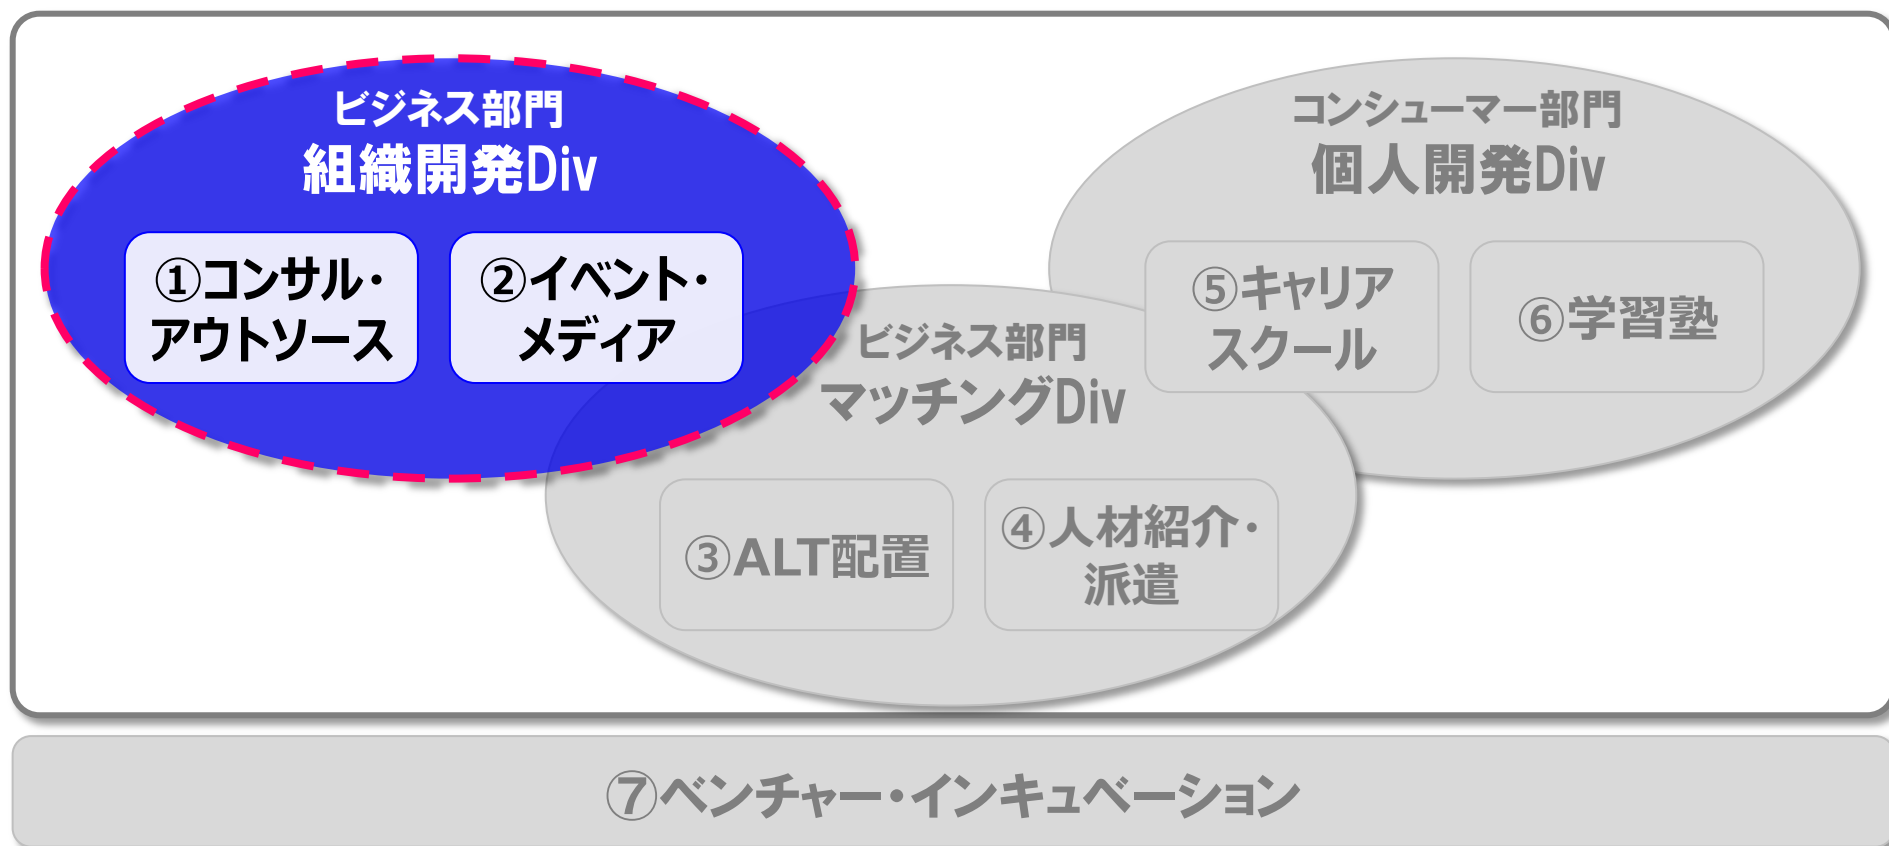 ビジネス部門
組織開発Div
①コンサル・
アウトソース
②イベント・
メディア
ビジネス部門
マッチングDiv
③ALT配置
④人材紹介・
派遣
コンシューマー部門
個人開発Div
⑤キャリア
スクール
⑥学習塾
⑦ベンチャー・インキュベーション